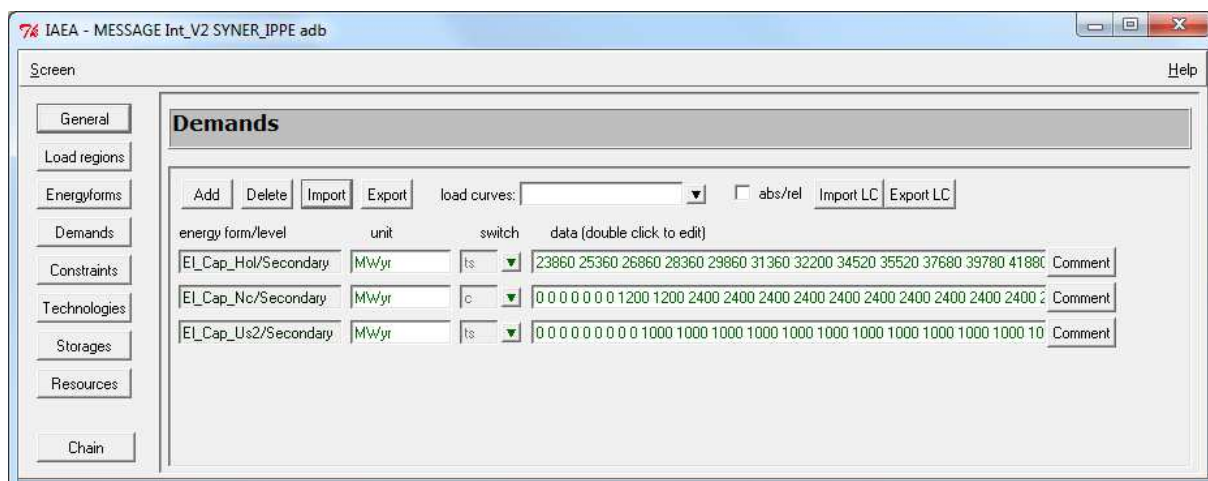 IAEA - MESSAGE Int_V2 SYNER_IPPE adb
Screen Help
General
Load regions
Energyforms
Demands
Constraints
Technologies
Storages
Resources
Chain
Demands
Add Delete Import Export load curves: abs/rel Import LC Export LC
energy form/level unit switch data (double click to edit)
El_Cap_Hol/Secondary MWyr ts 23860 25360 26860 28360 29860 31360 32200 34520 35520 37680 39780 41880 Comment
El_Cap_Nc/Secondary MWyr c 0 0 0 0 0 0 0 1200 1200 2400 2400 2400 2400 2400 2400 2400 2400 2400 2400 2 Comment
El_Cap_Us2/Secondary MWyr ts 0 0 0 0 0 0 0 0 0 1000 1000 1000 1000 1000 1000 1000 1000 1000 1000 10 Comment